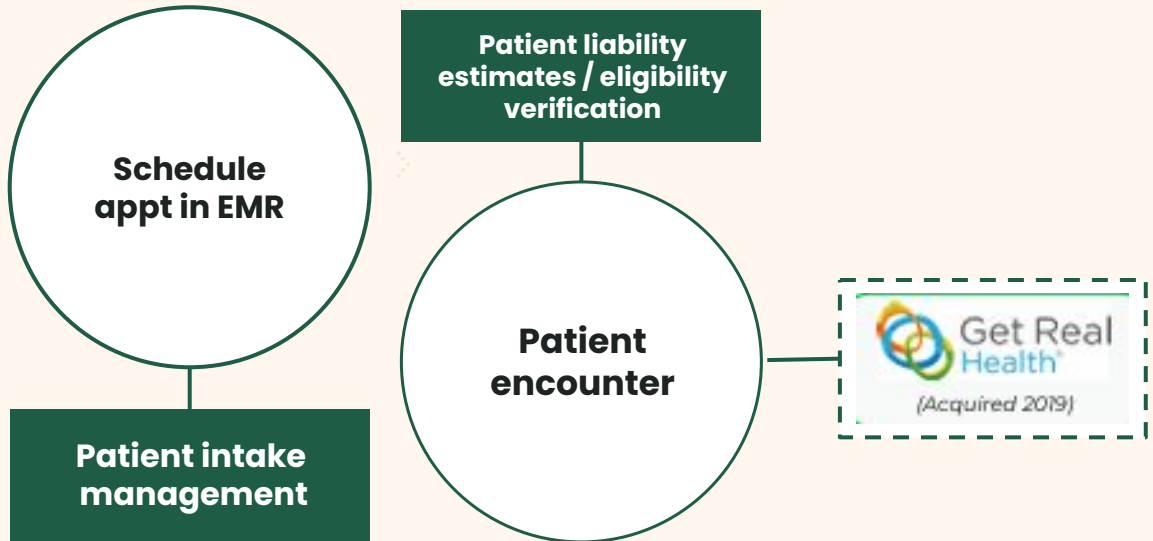 Schedule
appt in EMR
Patient intake
management
Patient liability
estimates / eligibility
verification
Patient
encounter
Get Real
Health®
(Acquired 2019)